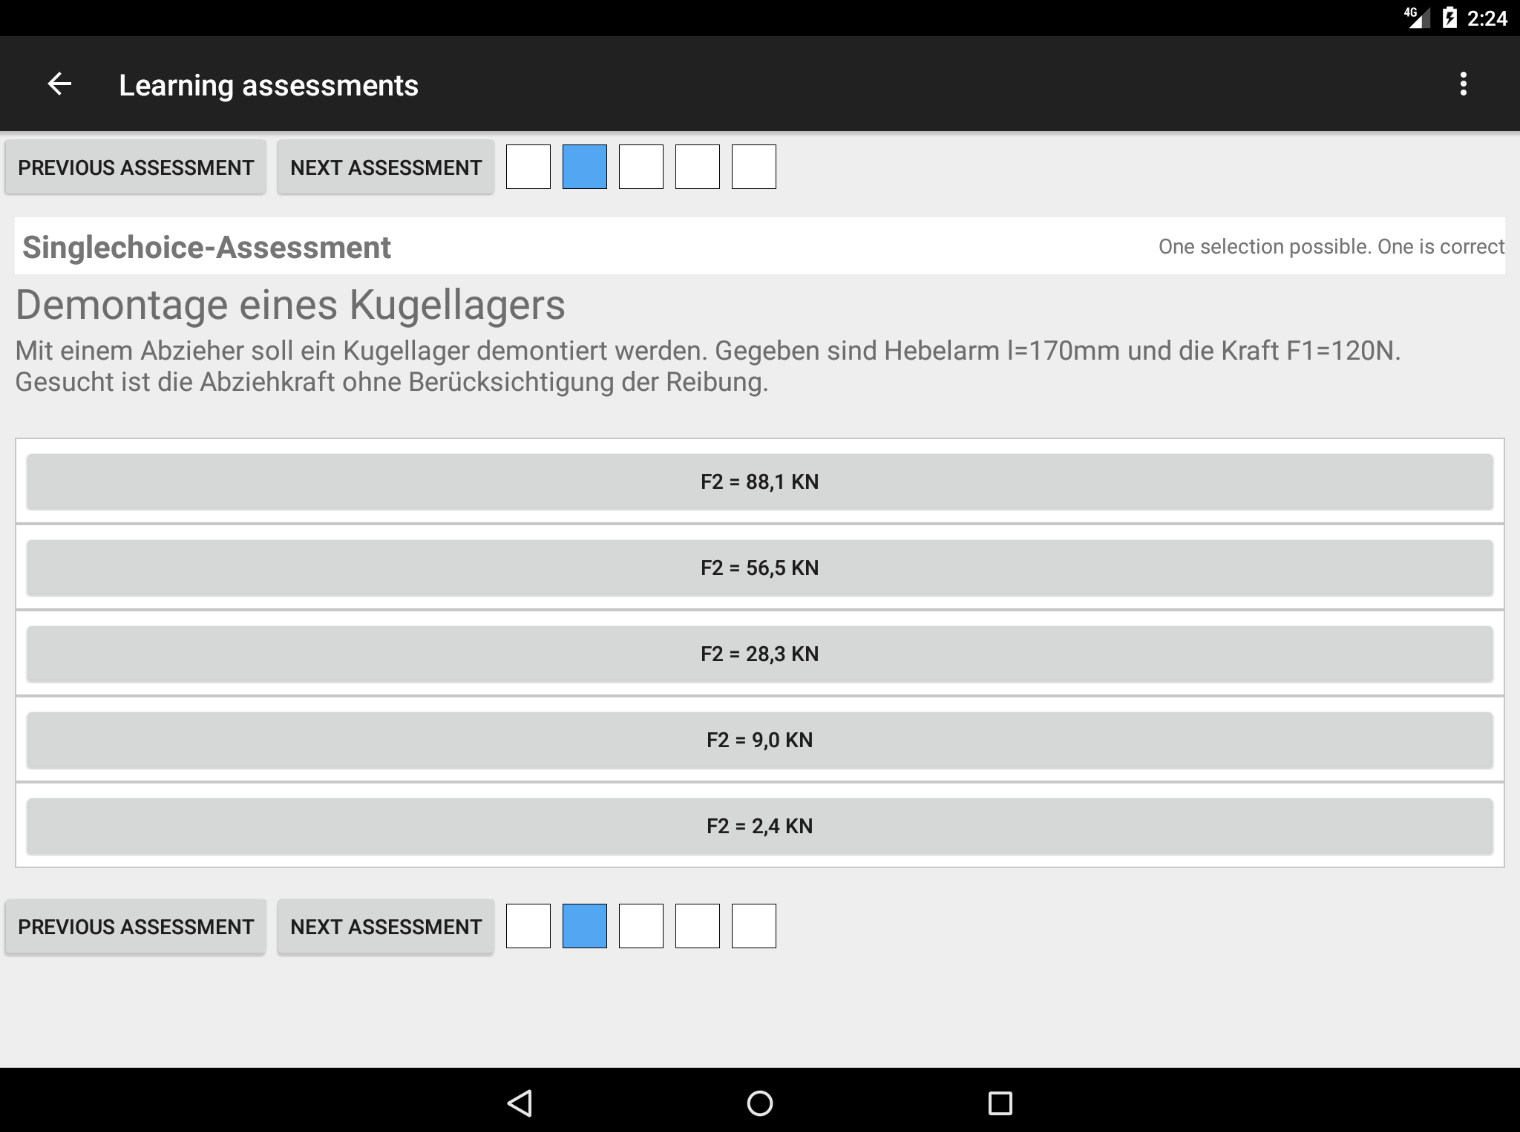 4G 2:24
Learning assessments
PREVIOUS ASSESSMENT NEXT ASSESSMENT
Singlechoice-Assessment One selection possible. One is correct
Demontage eines Kugellagers
Mit einem Abzieher soll ein Kugellager demontiert werden. Gegeben sind Hebelarm l=170mm und die Kraft F1=120N.
Gesucht ist die Abziehkraft ohne Berücksichtigung der Reibung.
F2 = 88,1 KN
F2 = 56,5 KN
F2 = 28,3 KN
F2 = 9,0 KN
F2 = 2,4 KN
PREVIOUS ASSESSMENT NEXT ASSESSMENT